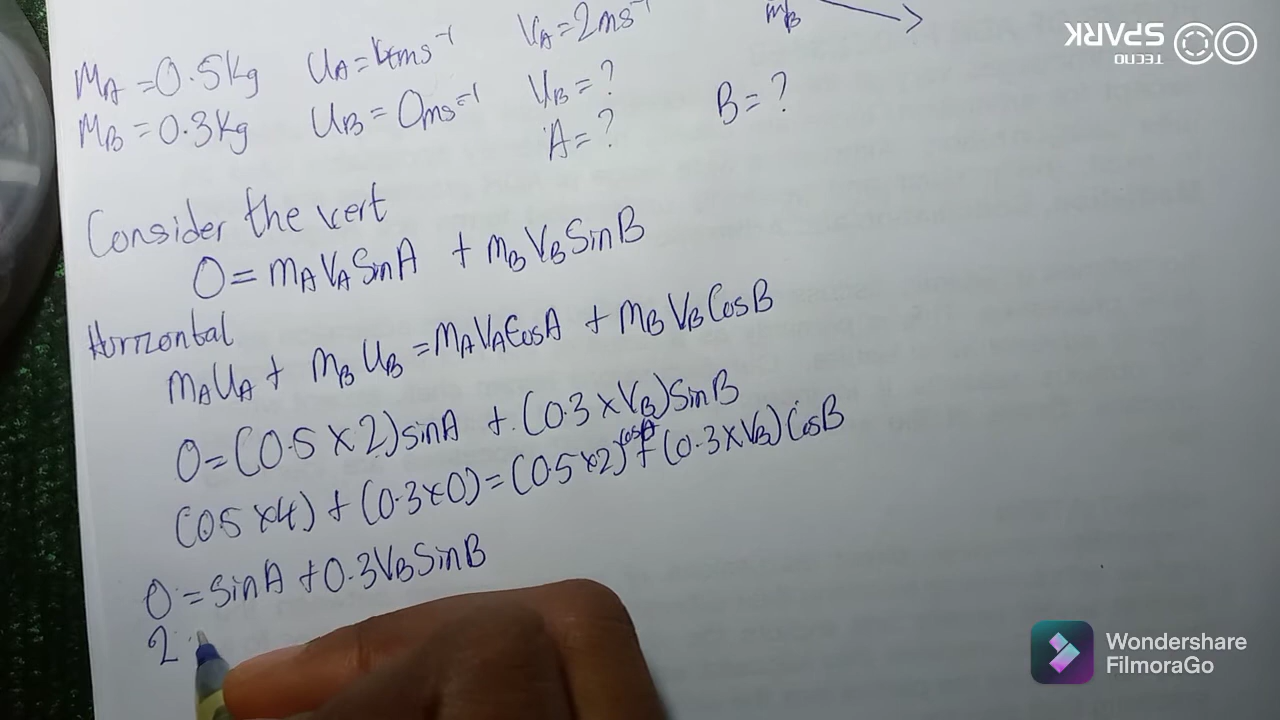 mB
MA = 0.5Kg UA = 4ms⁻¹ VA = 2ms⁻¹
MB = 0.3Kg UB = 0ms⁻¹ VB = ? B = ?
A = ?
Consider the vert
0 = MAVASinA + MBVBSinB
Horizontal
MAUA + MBUB = MAVACosA + MBVBCosB
0 = (0.5 × 2)sinA + (0.3 × VB)SinB
(0.5 × 4) + (0.3 × 0) = (0.5 × 2)cosA + (0.3 × VB)CosB
0 = SinA + 0.3VBSinB
2
SPARK
TECNO
Wondershare
FilmoraGo